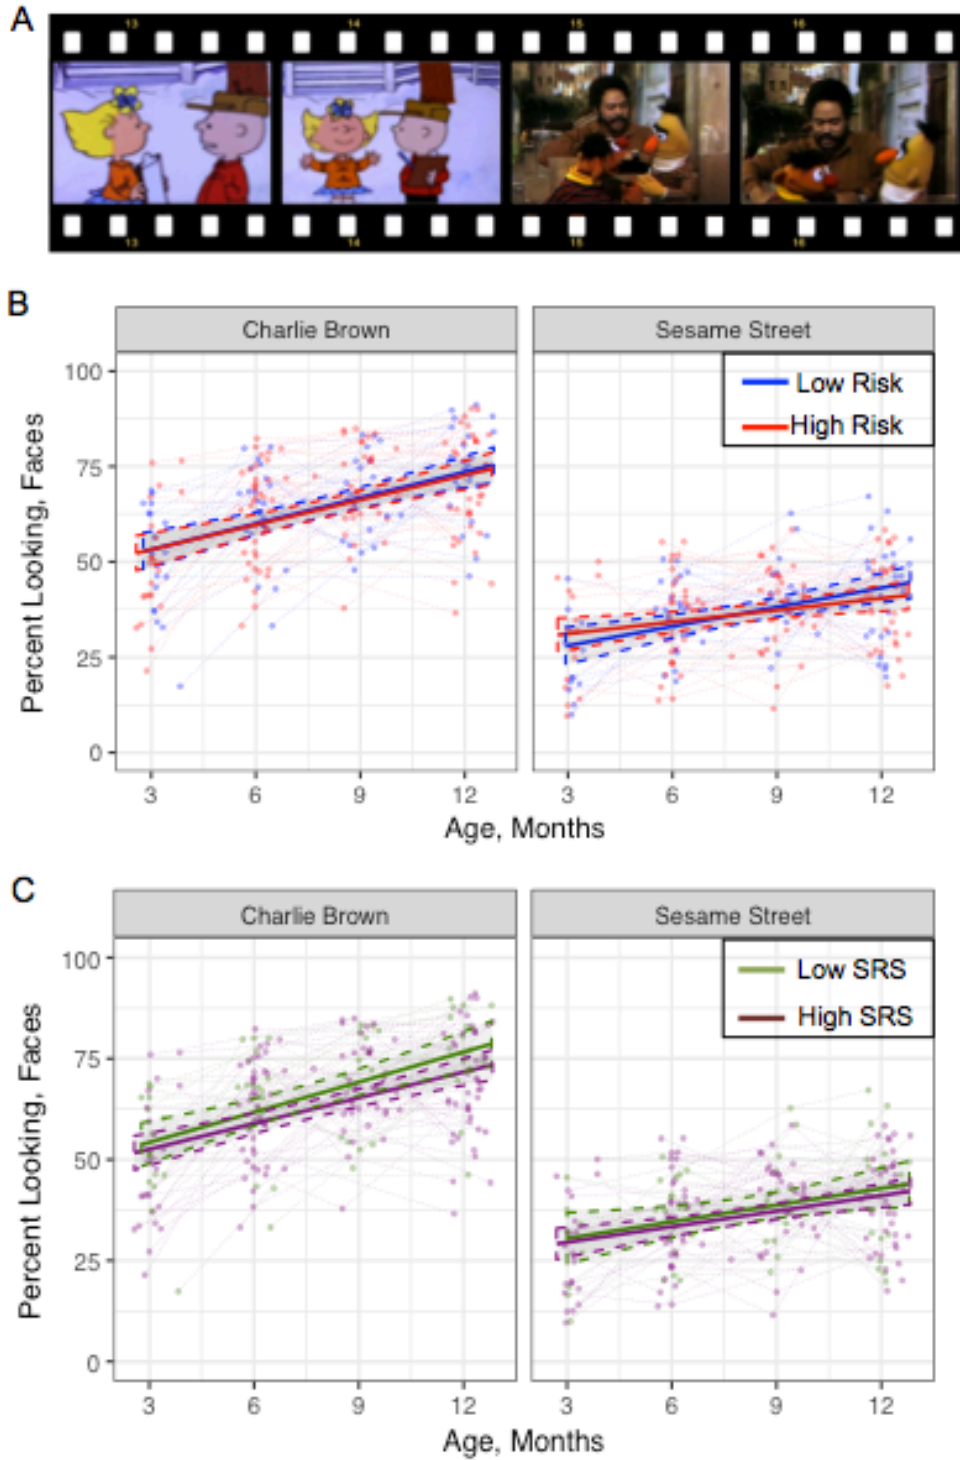 A
13 14 15 16
13 14 15 16
B
Charlie Brown Sesame Street
Low Risk
High Risk
Percent Looking, Faces
100
75
50
25
0
3 6 9 12 3 6 9 12
Age, Months
C
Charlie Brown Sesame Street
Low SRS
High SRS
Percent Looking, Faces
100
75
50
25
0
3 6 9 12 3 6 9 12
Age, Months